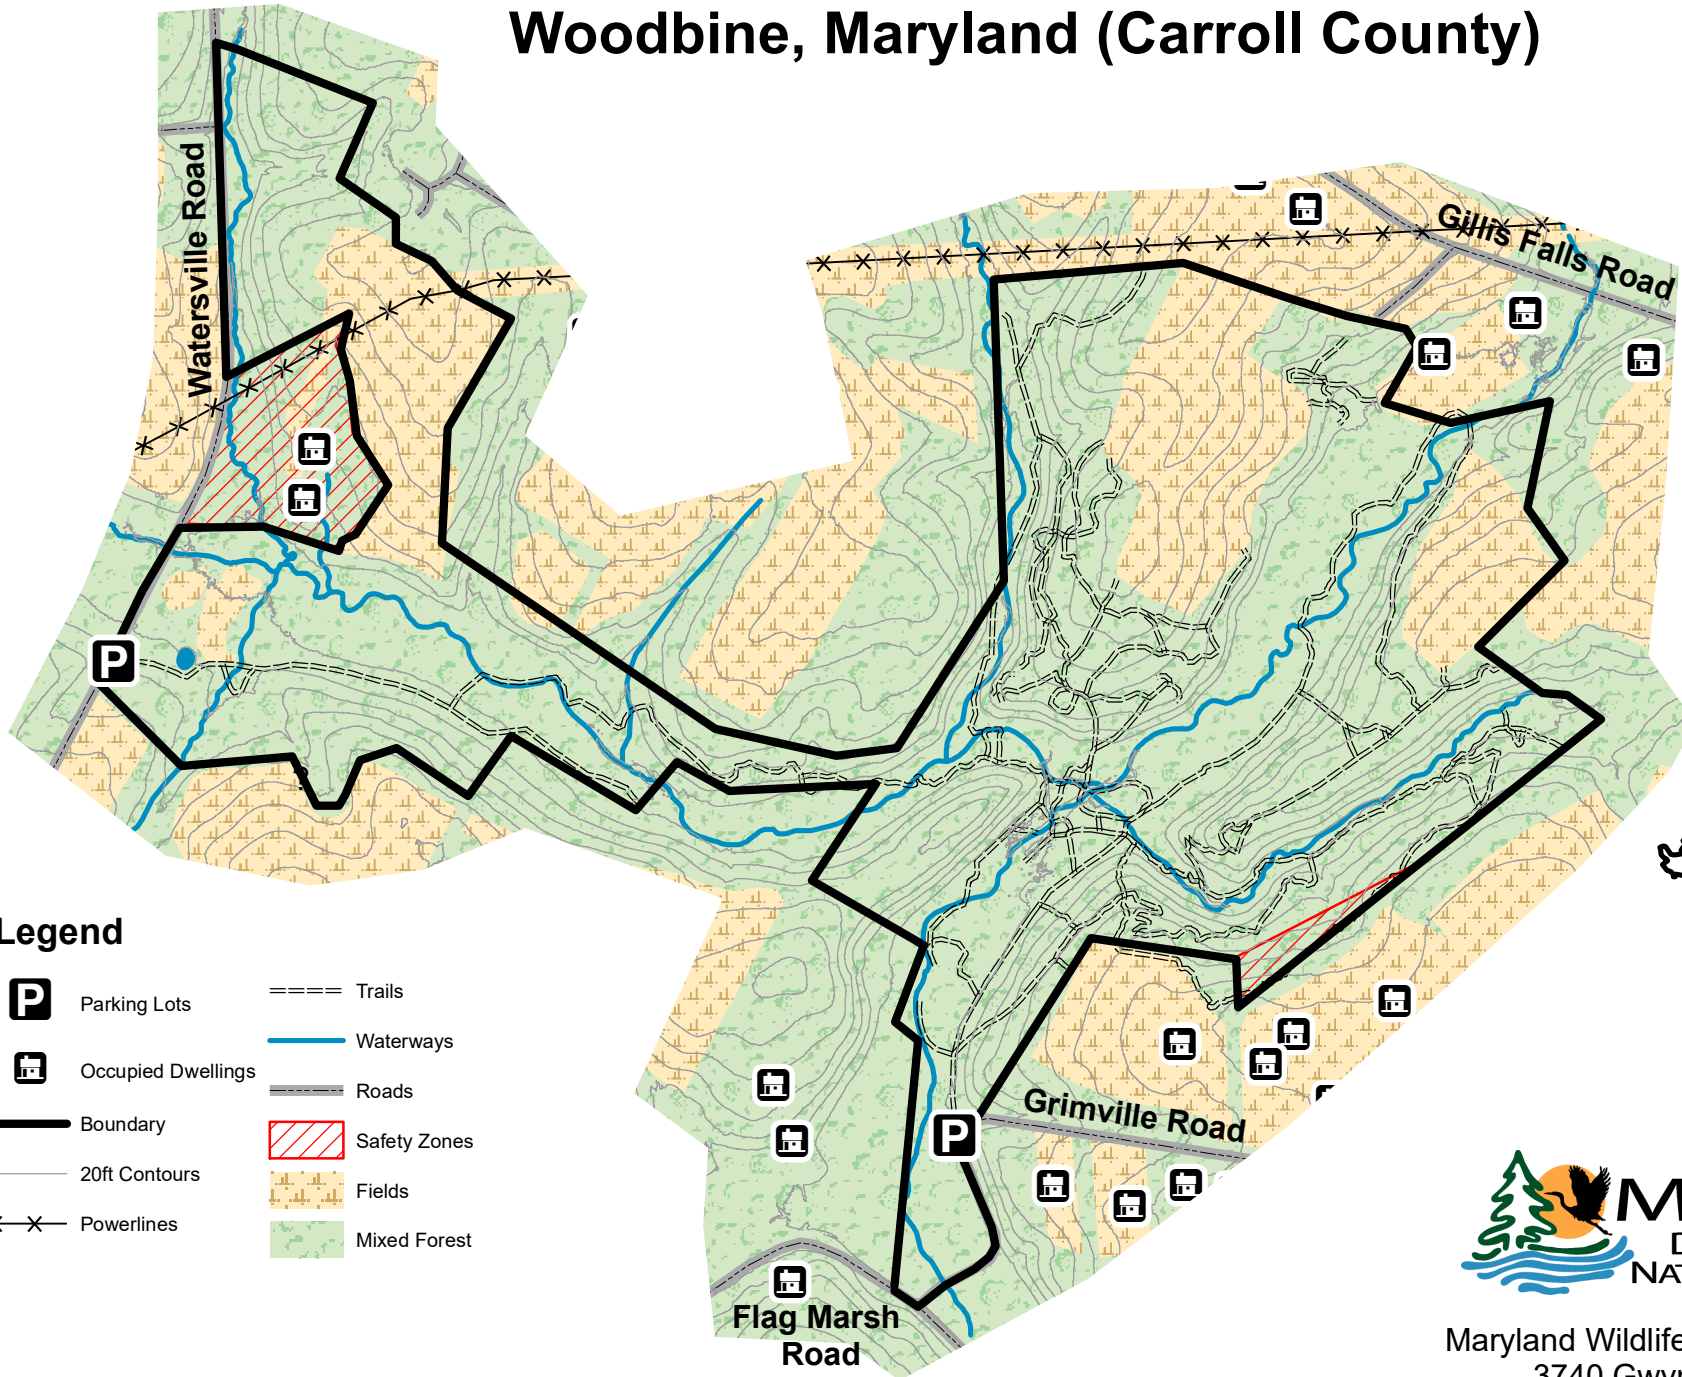 Woodbine, Maryland (Carroll County)
Watersville Road
Gillis Falls Road
P
Legend
P Parking Lots
Occupied Dwellings
Boundary
20ft Contours
Powerlines
Trails
Waterways
Roads
Safety Zones
Fields
Mixed Forest
Grimville Road
P
Flag Marsh
Road
Maryland Wildlife